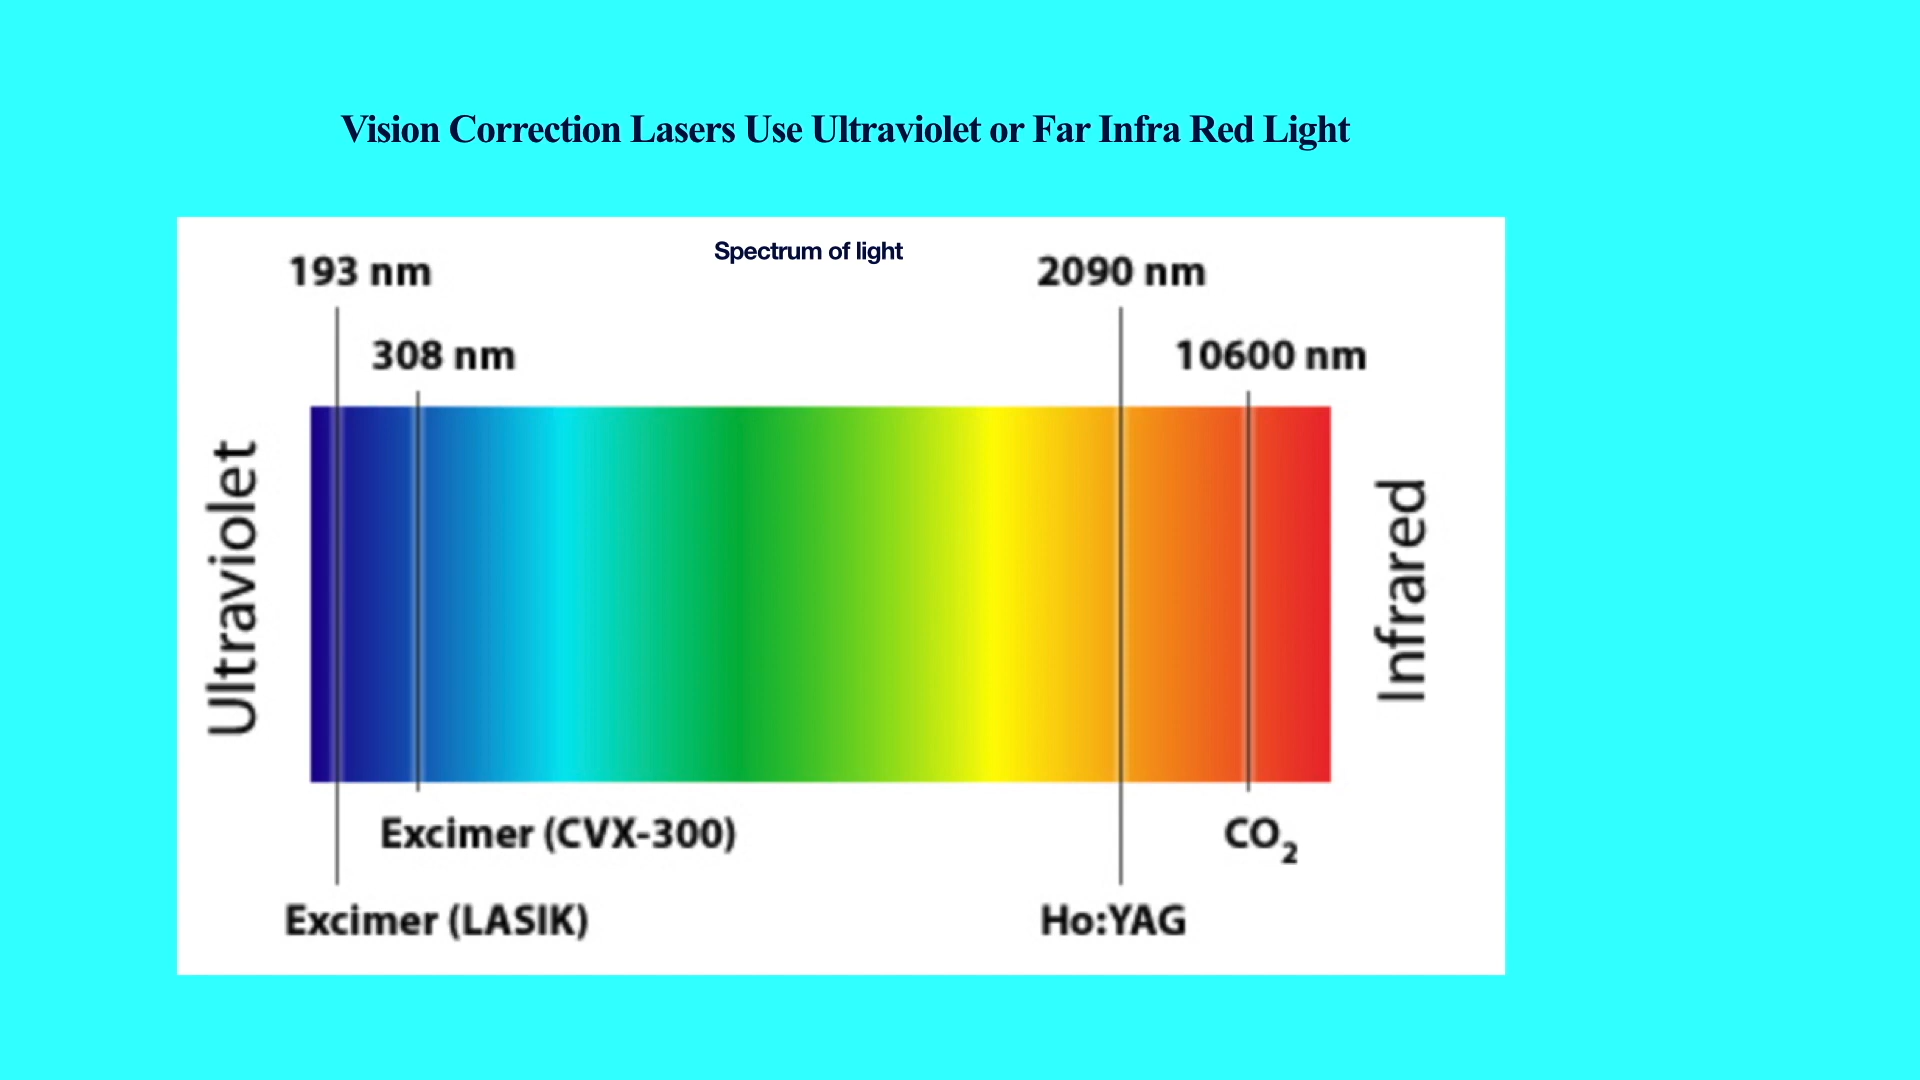 Vision Correction Lasers Use Ultraviolet or Far Infra Red Light
Spectrum of light
193 nm
2090 nm
308 nm
10600 nm
Ultraviolet
Infrared
Excimer (CVX-300)
CO₂
Excimer (LASIK)
Ho:YAG